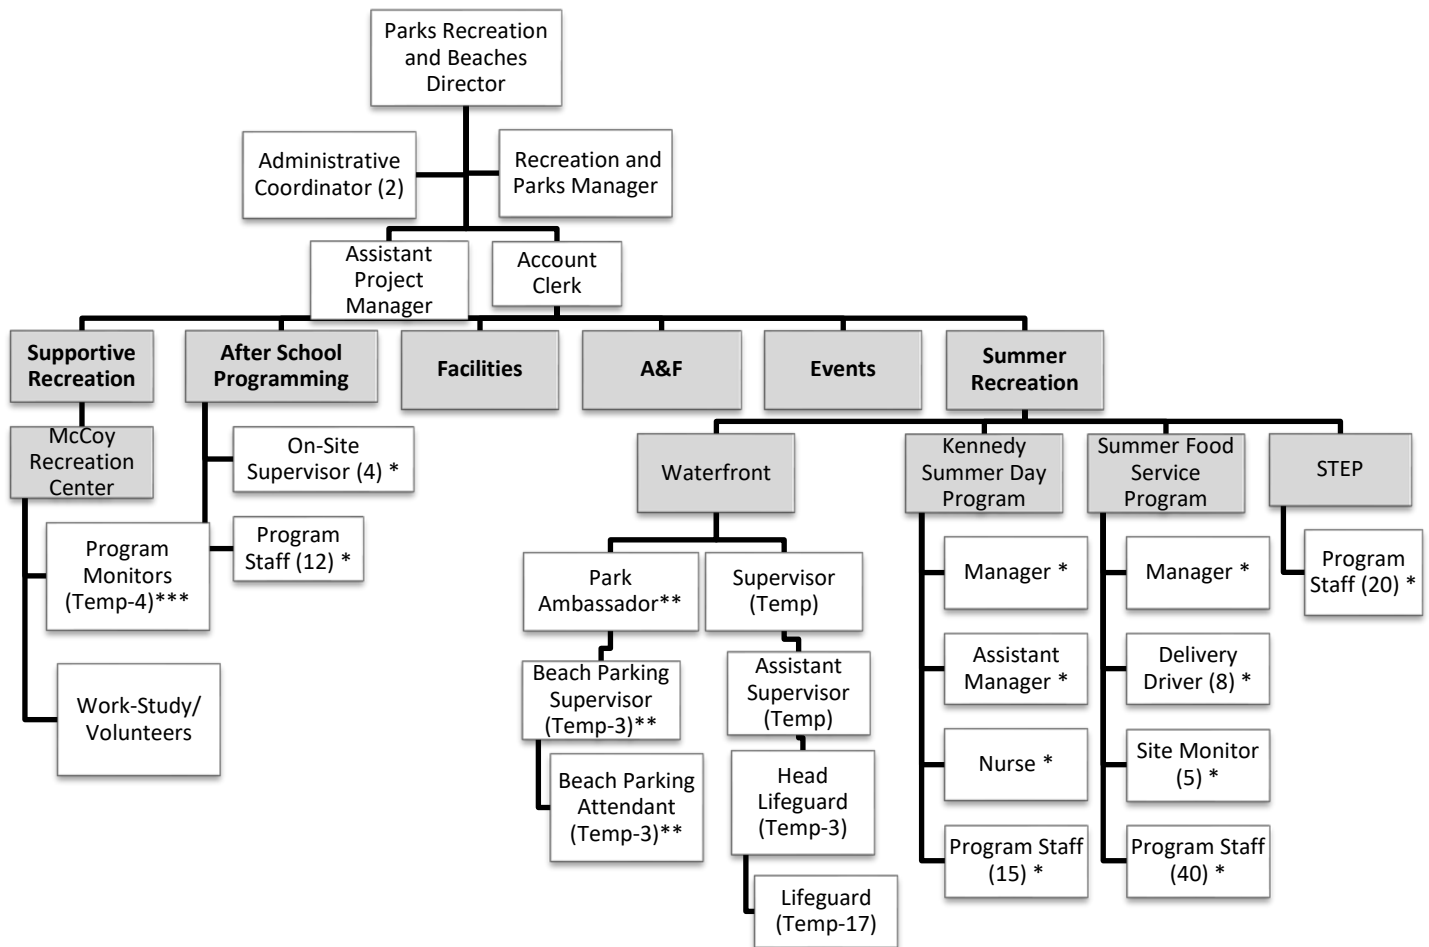 Parks Recreation
and Beaches
Director
Administrative
Coordinator (2)
Recreation and
Parks Manager
Assistant
Project
Manager
Account
Clerk
Supportive
Recreation
After School
Programming
Facilities
A&F
Events
Summer
Recreation
McCoy
Recreation
Center
On-Site
Supervisor (4) *
Program
Staff (12) *
Program
Monitors
(Temp-4)***
Work-Study/
Volunteers
Waterfront
Kennedy
Summer Day
Program
Summer Food
Service
Program
STEP
Park
Ambassador**
Supervisor
(Temp)
Beach Parking
Supervisor
(Temp-3)**
Assistant
Supervisor
(Temp)
Beach Parking
Attendant
(Temp-3)**
Head
Lifeguard
(Temp-3)
Lifeguard
(Temp-17)
Manager *
Assistant
Manager *
Nurse *
Program Staff
(15) *
Manager *
Delivery
Driver (8) *
Site Monitor
(5) *
Program Staff
(40) *
Program
Staff (20) *